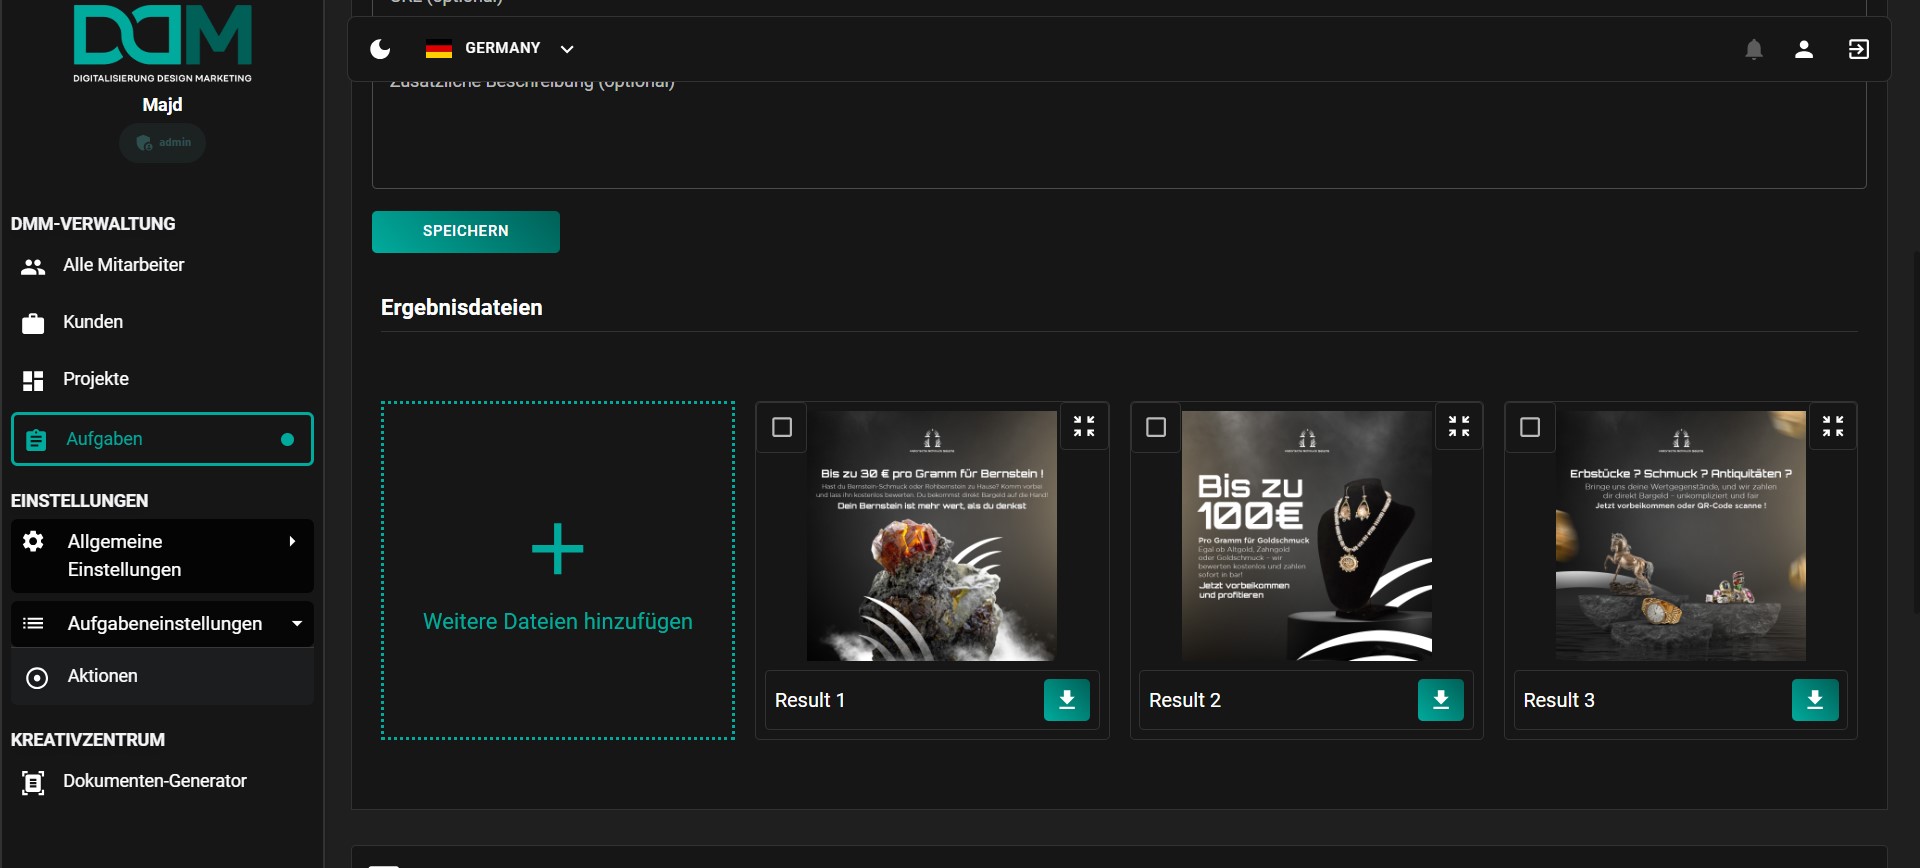 DDM
DIGITALISIERUNG DESIGN MARKETING
Majd
admin
DMM-VERWALTUNG
Alle Mitarbeiter
Kunden
Projekte
Aufgaben
EINSTELLUNGEN
Allgemeine
Einstellungen
Aufgabeneinstellungen
Aktionen
KREATIVZENTRUM
Dokumenten-Generator
URL (optional)
GERMANY
Zusätzliche Beschreibung (optional)
SPEICHERN
Ergebnisdateien
Weitere Dateien hinzufügen
Bis zu 30 € pro Gramm für Bernstein !
Hast du Bernstein-Schmuck oder Rohbernstein zu Hause? Komm vorbei
und lass ihn kostenlos bewerten. Du bekommst direkt Bargeld auf die Hand!
Dein Bernstein ist mehr wert, als du denkst
Result 1
Bis zu
100€
Pro Gramm für Goldschmuck
Egal ob Altgold, Zahngold
oder Goldschmuck – wir
bewerten kostenlos und zahlen
sofort in bar!
Jetzt vorbeikommen
und profitieren
Result 2
Erbstücke ? Schmuck ? Antiquitäten ?
Bringe uns deine Wertgegenstände, und wir zahlen
dir direkt Bargeld – unkompliziert und fair
Jetzt vorbeikommen oder QR-Code scanne !
Result 3